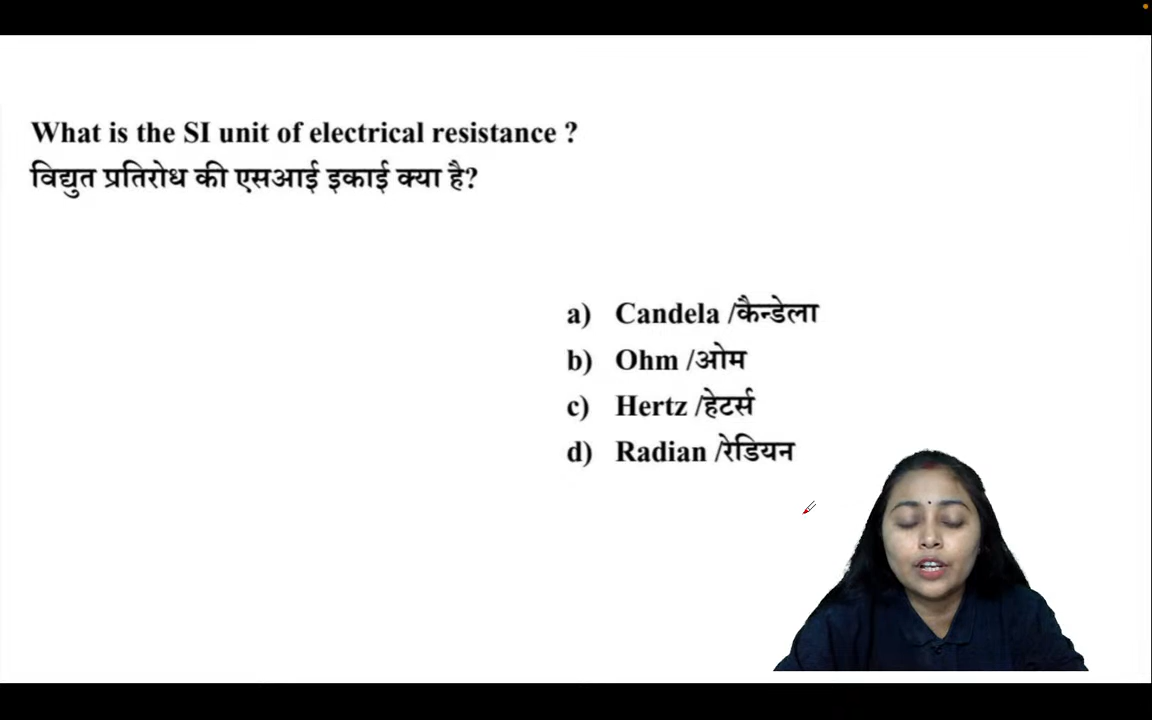 What is the SI unit of electrical resistance ?
विद्युत प्रतिरोध की एसआई इकाई क्या है?
a) Candela /कैन्डेला
b) Ohm /ओम
c) Hertz /हेटर्स
d) Radian /रेडियन